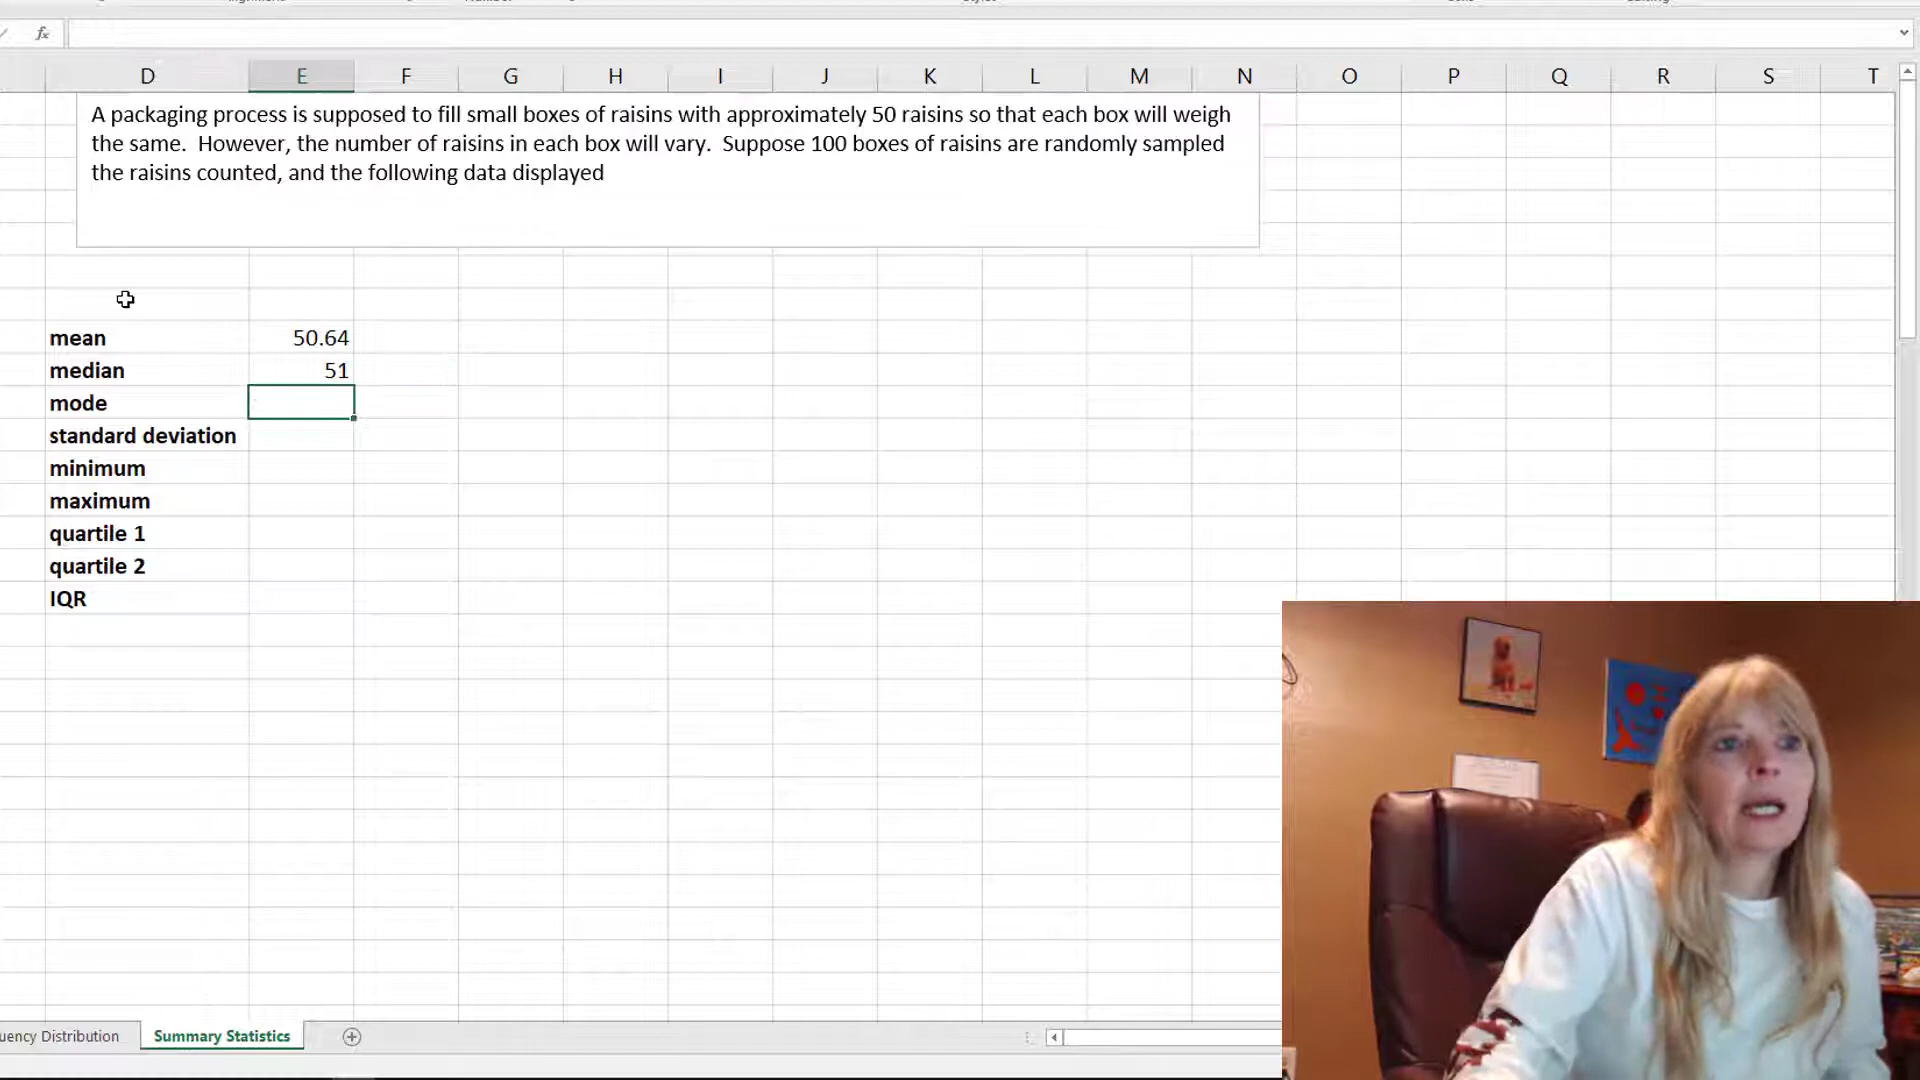 D E F G H I J K L M N O P Q R S T
A packaging process is supposed to fill small boxes of raisins with approximately 50 raisins so that each box will weigh
the same.  However, the number of raisins in each box will vary.  Suppose 100 boxes of raisins are randomly sampled
the raisins counted, and the following data displayed
mean 50.64
median 51
mode
standard deviation
minimum
maximum
quartile 1
quartile 2
IQR
uency Distribution Summary Statistics